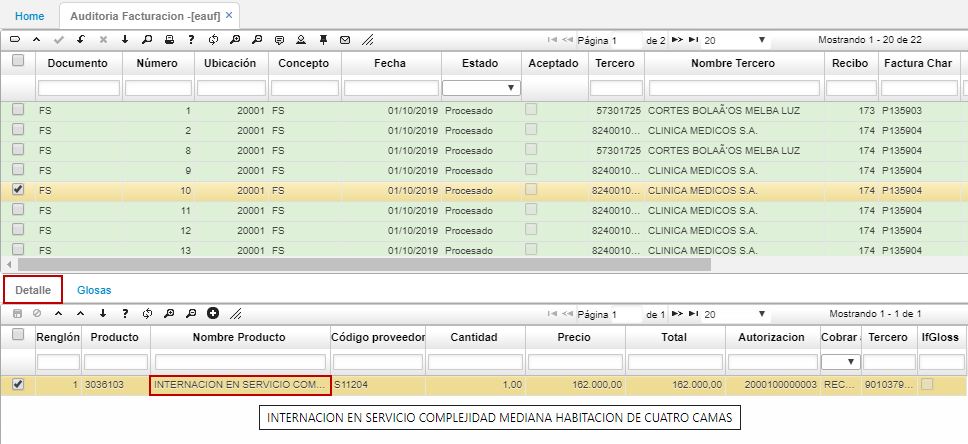 Home Auditoria Facturacion -[eauf] ×
Página 1 de 2 20 Mostrando 1 - 20 de 22
Documento Número Ubicación Concepto Fecha Estado Aceptado Tercero Nombre Tercero Recibo Factura Char
FS 1 20001 FS 01/10/2019 Procesado 57301725 CORTES BOLAÃ'OS MELBA LUZ 173 P135903
FS 2 20001 FS 01/10/2019 Procesado 8240010... CLINICA MEDICOS S.A. 174 P135904
FS 8 20001 FS 01/10/2019 Procesado 57301725 CORTES BOLAÃ'OS MELBA LUZ 174 P135904
FS 9 20001 FS 01/10/2019 Procesado 8240010... CLINICA MEDICOS S.A. 174 P135904
FS 10 20001 FS 01/10/2019 Procesado 8240010... CLINICA MEDICOS S.A. 174 P135904
FS 11 20001 FS 01/10/2019 Procesado 8240010... CLINICA MEDICOS S.A. 174 P135904
FS 12 20001 FS 01/10/2019 Procesado 8240010... CLINICA MEDICOS S.A. 174 P135904
FS 13 20001 FS 01/10/2019 Procesado 8240010... CLINICA MEDICOS S.A. 174 P135904
Detalle Glosas
Página 1 de 1 20 Mostrando 1 - 1 de 1
Renglón Producto Nombre Producto Código proveedor Cantidad Precio Total Autorizacion Cobrar Tercero IfGloss
1 3036103 INTERNACION EN SERVICIO COM... S11204 1,00 162.000,00 162.000,00 2000100000003 REC... 9010379...
INTERNACION EN SERVICIO COMPLEJIDAD MEDIANA HABITACION DE CUATRO CAMAS